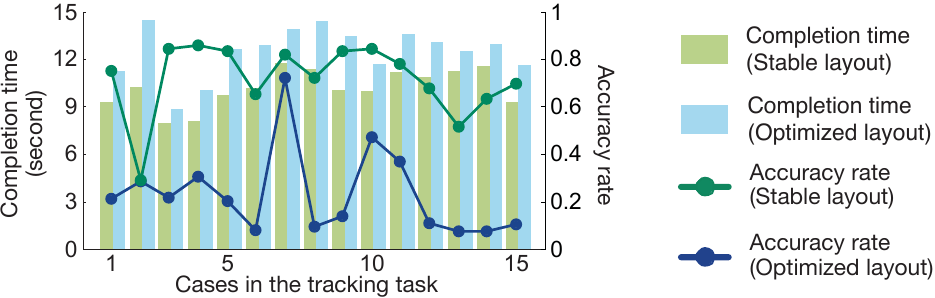 15
12
9
6
3
0
Completion time
(second)
1
0.8
0.6
0.4
0.2
0
Accuracy rate
1
5
10
15
Cases in the tracking task
Completion time
(Stable layout)
Completion time
(Optimized layout)
Accuracy rate
(Stable layout)
Accuracy rate
(Optimized layout)